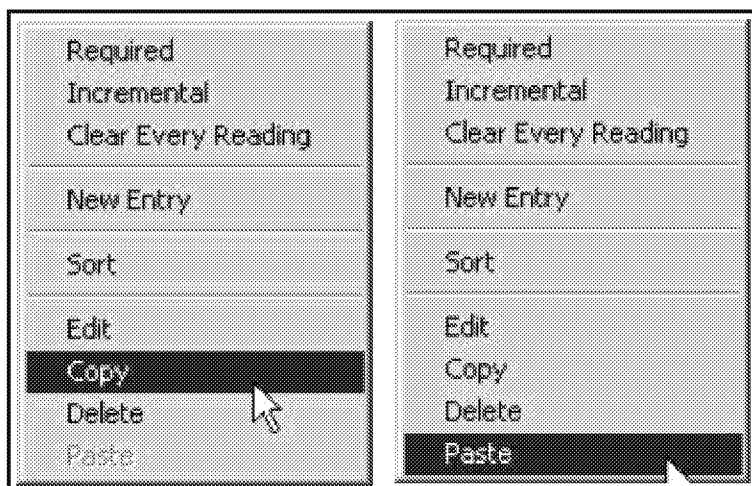 Required
Incremental
Clear Every Reading
New Entry
Sort
Edit
Copy
Delete
Paste
Required
Incremental
Clear Every Reading
New Entry
Sort
Edit
Copy
Delete
Paste